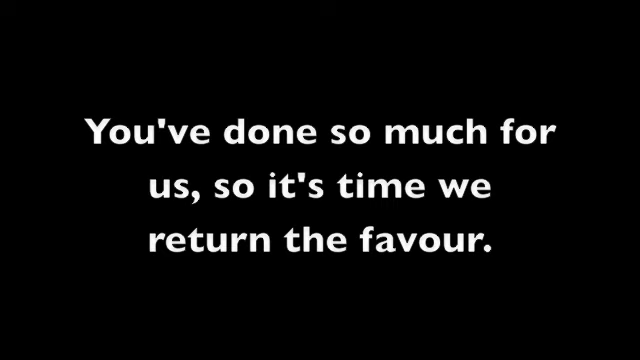 You've done so much for
us, so it's time we
return the favour.